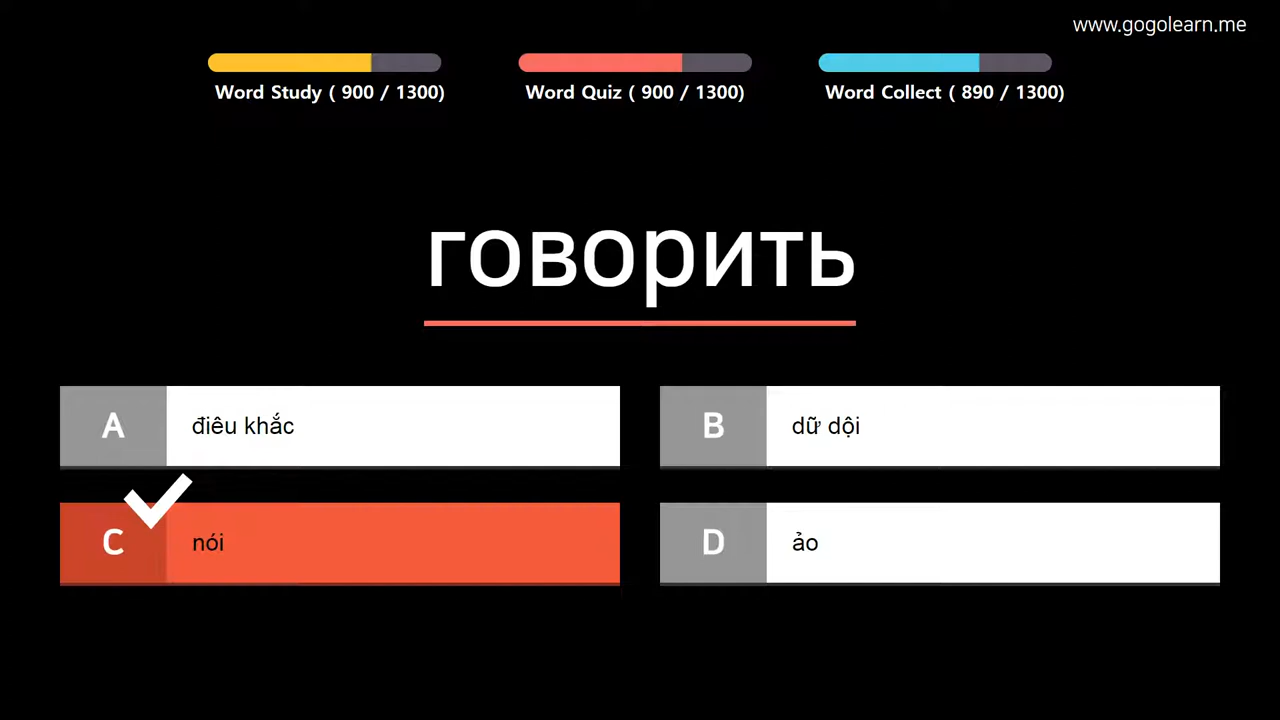 www.gogolearn.me
Word Study ( 900 / 1300)
Word Quiz ( 900 / 1300)
Word Collect ( 890 / 1300)
говорить
A điêu khắc
B dữ dội
C nói
D ảo